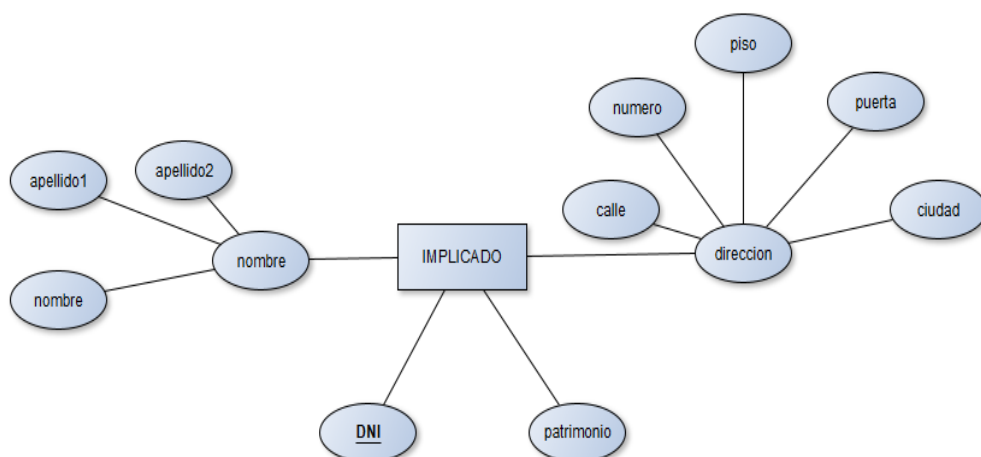 piso
numero
puerta
apellido1
apellido2
calle
ciudad
nombre
IMPLICADO
direccion
nombre
DNI
patrimonio